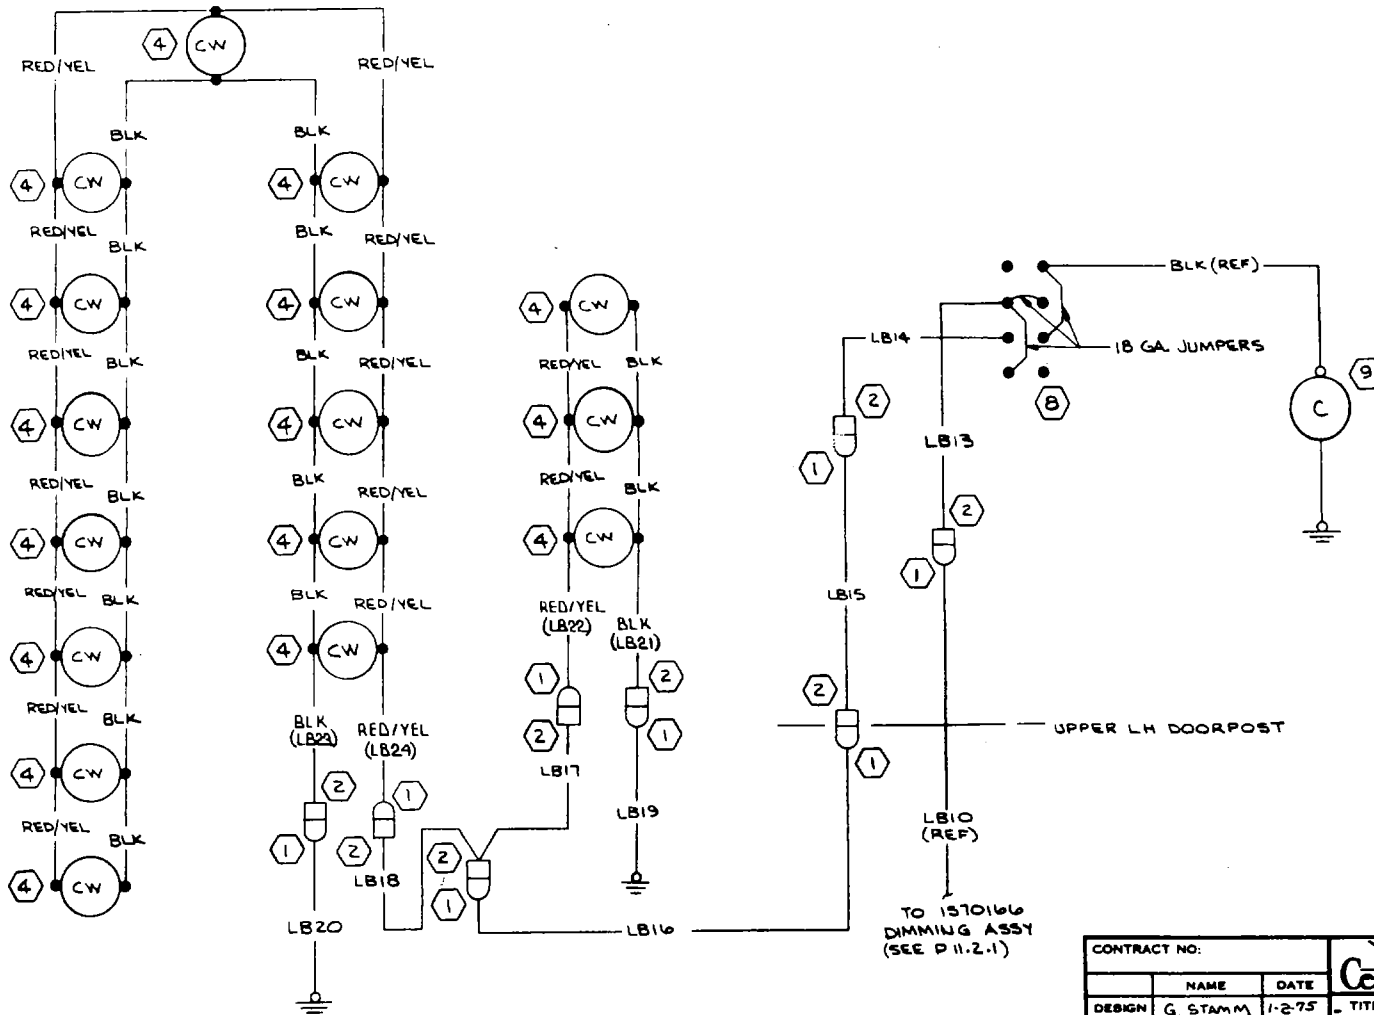 4
CW
RED/YEL
RED/YEL
BLK
BLK
4
CW
4
CW
RED/YEL
BLK
BLK
RED/YEL
4
CW
4
CW
4
CW
BLK (REF)
LB14
18 GA. JUMPERS
RED/YEL
BLK
BLK
RED/YEL
RED/YEL
BLK
9
C
8
2
1
4
CW
4
CW
4
CW
LB13
RED/YEL
BLK
BLK
RED/YEL
RED/YEL
BLK
2
1
4
CW
4
CW
4
CW
RED/YEL
BLK
BLK
RED/YEL
RED/YEL
(LB22)
BLK
(LB21)
LB15
4
CW
4
CW
1
2
2
1
2
1
UPPER LH DOORPOST
RED/YEL
BLK
BLK
(LB23)
RED/YEL
(LB24)
LB17
4
CW
2
1
1
2
LB19
LB10
(REF)
RED/YEL
BLK
2
1
LB18
4
CW
LB20
LB16
TO 1570166
DIMMING ASSY
(SEE P 11.2.1)
CONTRACT NO:
Ce
NAME
DATE
DESIGN
G. STAMM
1-2-75
TIT